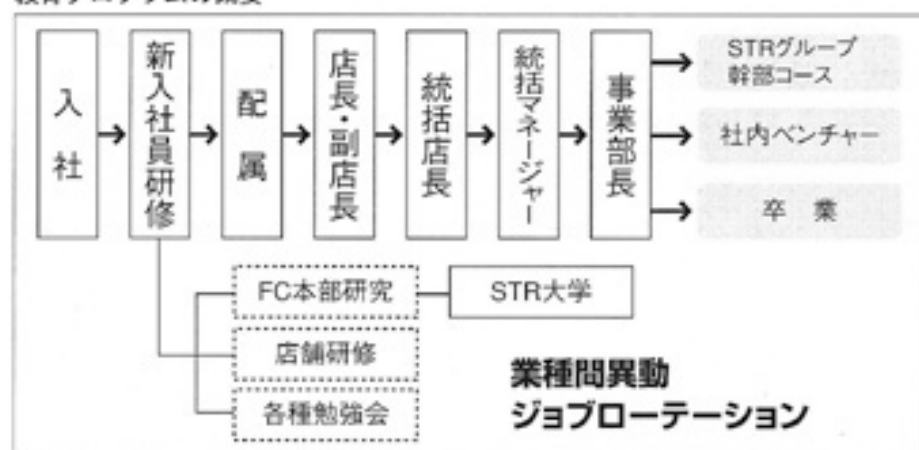 入社
新入社員研修
配属
店長・副店長
統括店長
統括マネージャー
事業部長
STRグループ
幹部コース
社内ベンチャー
卒業
FC本部研究
STR大学
店舗研修
各種勉強会
業種間異動
ジョブローテーション